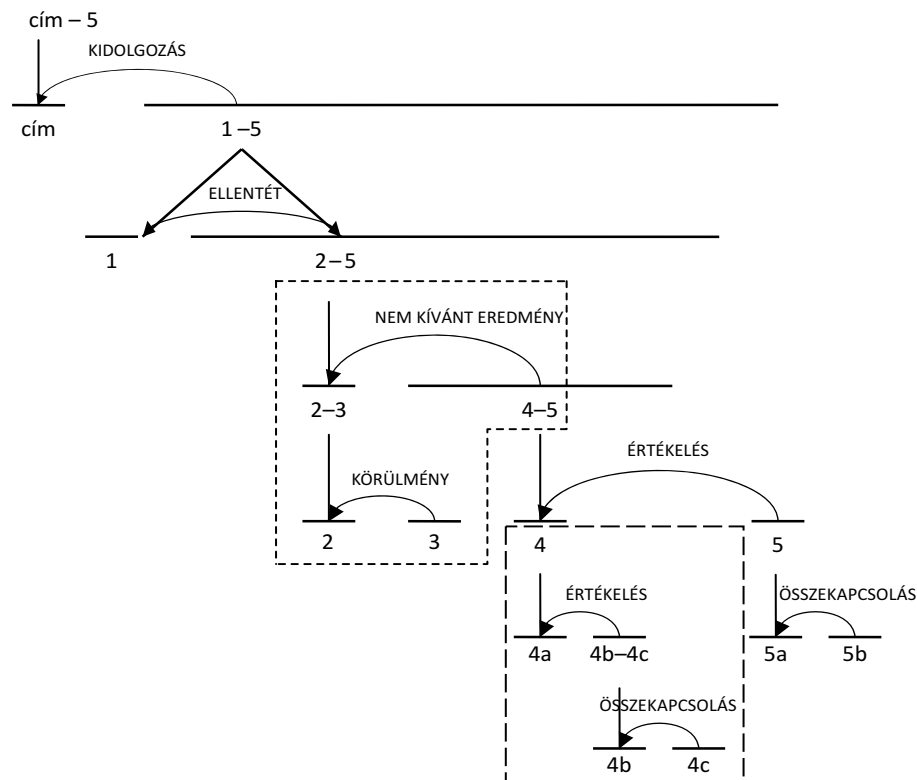 cím – 5
KIDOLGOZÁS
cím
1 –5
ELLENTÉT
1
2 – 5
NEM KÍVÁNT EREDMÉNY
2–3
4–5
KÖRÜLMÉNY
ÉRTÉKELÉS
2
3
4
5
ÉRTÉKELÉS
ÖSSZEKAPCSOLÁS
4a
4b–4c
5a
5b
ÖSSZEKAPCSOLÁS
4b
4c